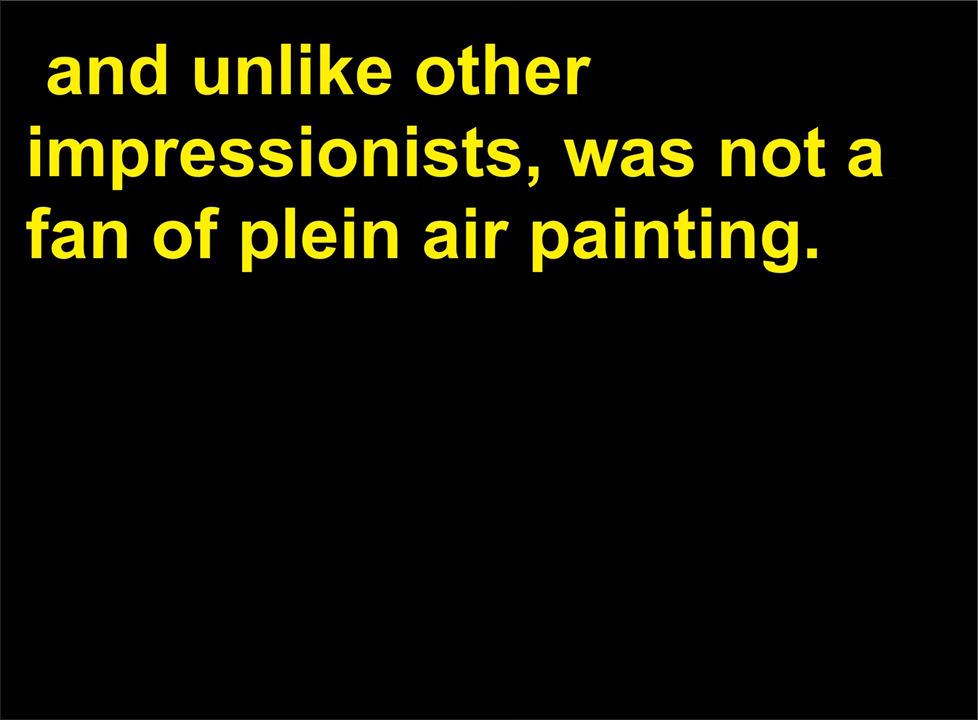 and unlike other
impressionists, was not a
fan of plein air painting.